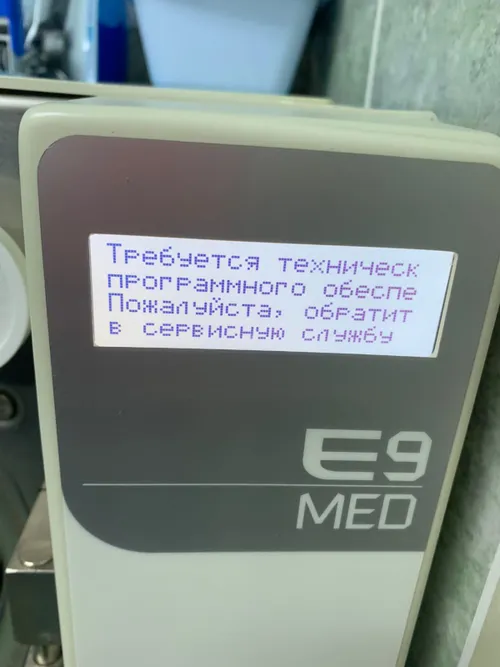 Требуется техническ
программного обеспе
Пожалуйста, обратит
в сервисную службу
E9
MED